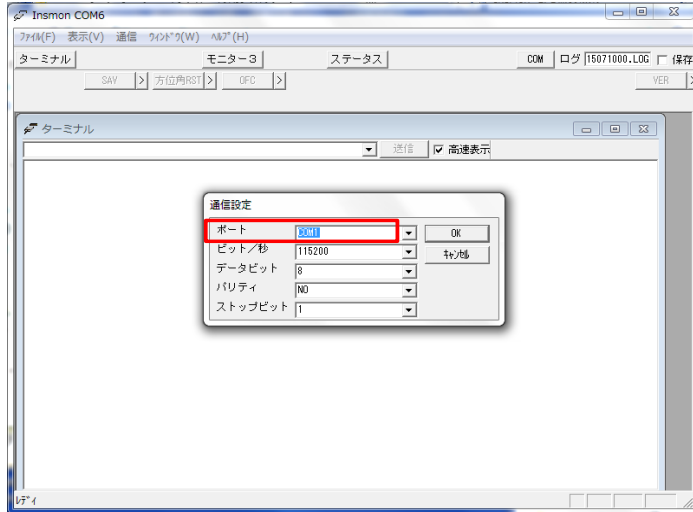 Insmon COM6
ﾌｧｲﾙ(F) 表示(V) 通信 ｳｨﾝﾄﾞｳ(W) ﾍﾙﾌﾟ(H)
ターミナル モニター３ ステータス COM ログ 15071000.LOG 保存
SAV > 方位角RST > OFC > VER >
ターミナル
送信 高速表示
通信設定
ポート COM1 OK
ビット／秒 115200 ｷｬﾝｾﾙ
データビット 8
パリティ NO
ストップビット 1
ﾚﾃﾞｨ